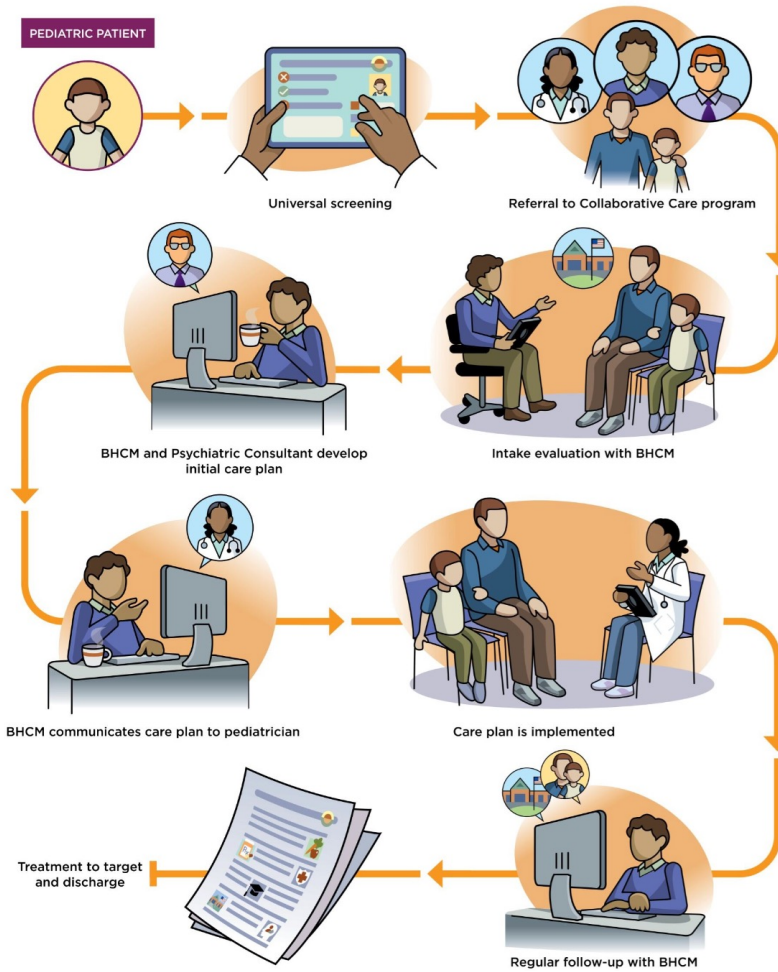 PEDIATRIC PATIENT
Universal screening
Referral to Collaborative Care program
Intake evaluation with BHCM
BHCM and Psychiatric Consultant develop
initial care plan
BHCM communicates care plan to pediatrician
Care plan is implemented
Regular follow-up with BHCM
Treatment to target
and discharge